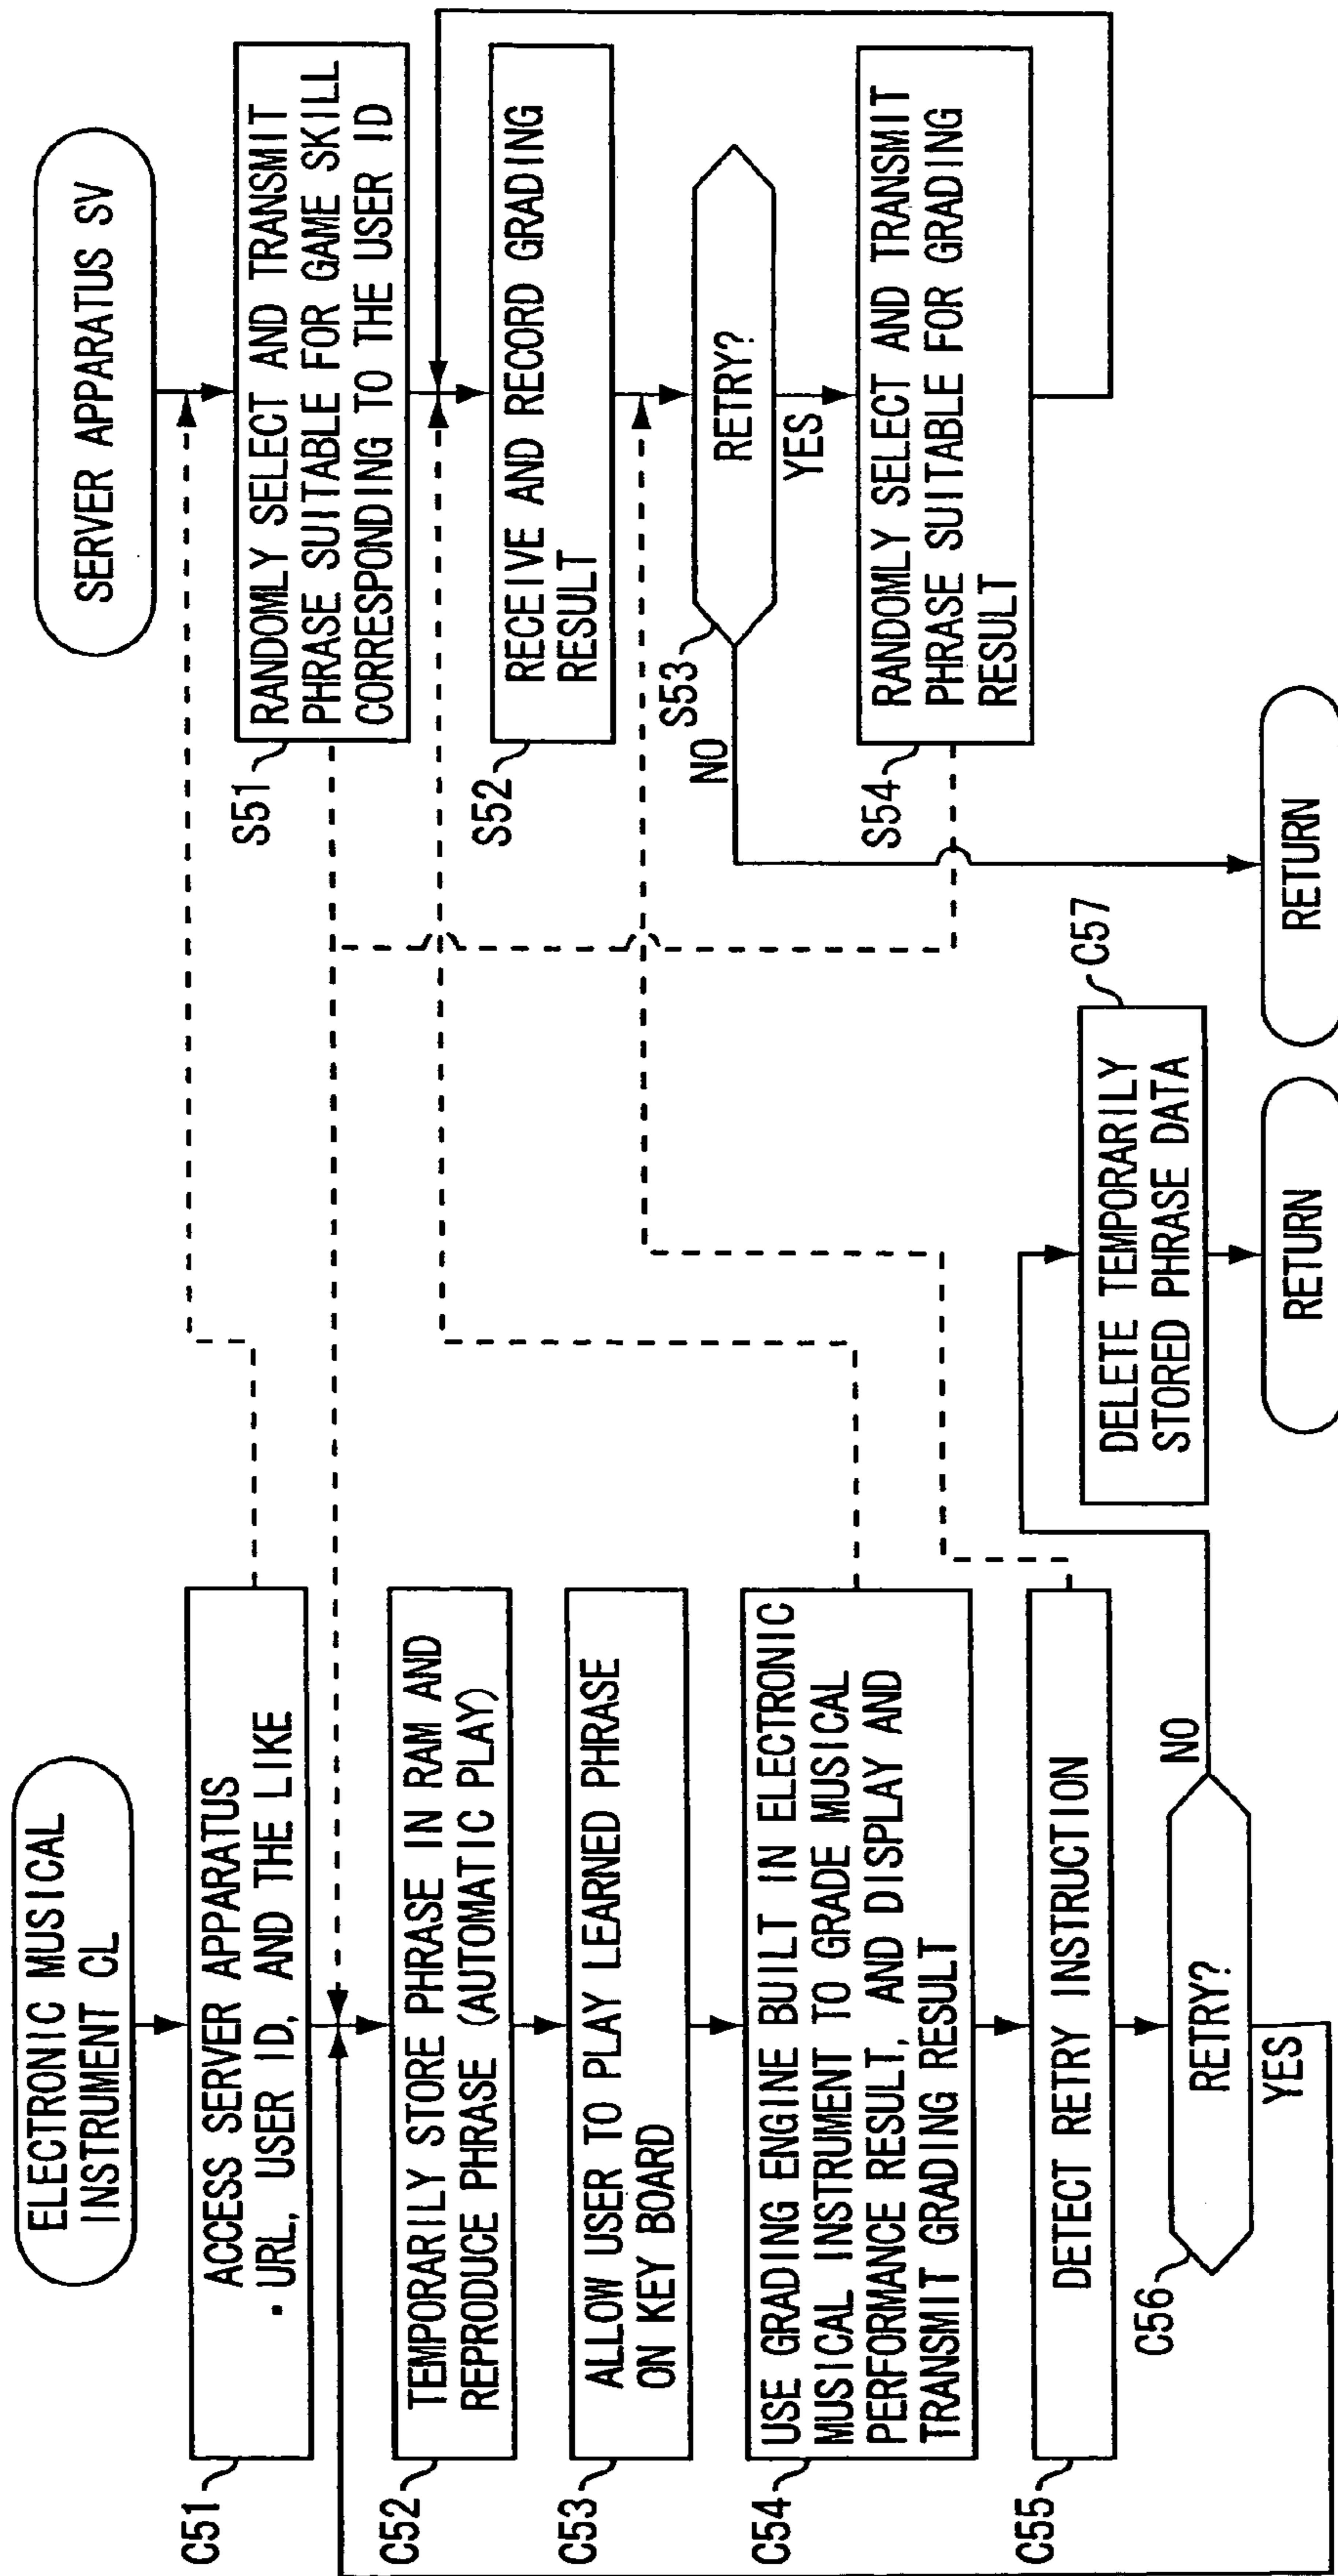 ELECTRONIC MUSICAL
INSTRUMENT CL
C51
ACCESS SERVER APPARATUS
· URL, USER ID, AND THE LIKE
C52
TEMPORARILY STORE PHRASE IN RAM AND
REPRODUCE PHRASE (AUTOMATIC PLAY)
C53
ALLOW USER TO PLAY LEARNED PHRASE
ON KEY BOARD
C54
USE GRADING ENGINE BUILT IN ELECTRONIC
MUSICAL INSTRUMENT TO GRADE MUSICAL
PERFORMANCE RESULT, AND DISPLAY AND
TRANSMIT GRADING RESULT
C55
DETECT RETRY INSTRUCTION
C56
RETRY?
NO
YES
C57
DELETE TEMPORARILY
STORED PHRASE DATA
RETURN
SERVER APPARATUS SV
S51
RANDOMLY SELECT AND TRANSMIT
PHRASE SUITABLE FOR GAME SKILL
CORRESPONDING TO THE USER ID
S52
RECEIVE AND RECORD GRADING
RESULT
S53
RETRY?
NO
YES
S54
RANDOMLY SELECT AND TRANSMIT
PHRASE SUITABLE FOR GRADING
RESULT
RETURN